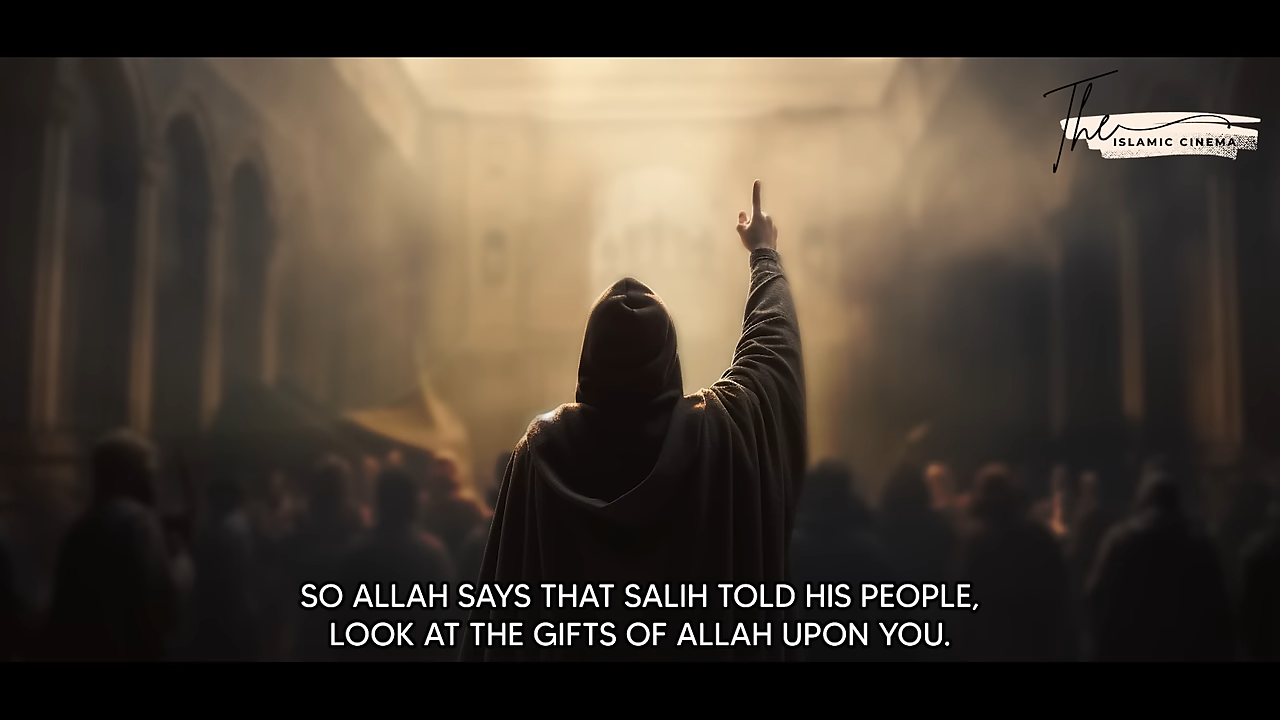 The
ISLAMIC CINEMA
SO ALLAH SAYS THAT SALIH TOLD HIS PEOPLE,
LOOK AT THE GIFTS OF ALLAH UPON YOU.